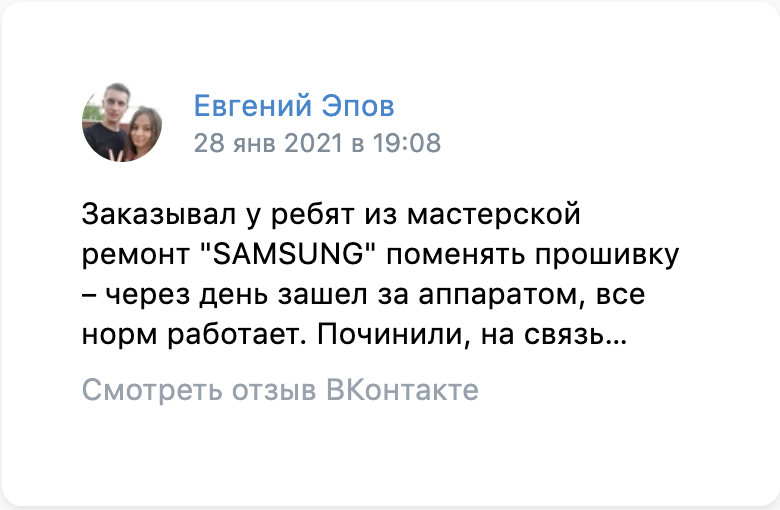 Евгений Эпов
28 янв 2021 в 19:08
Заказывал у ребят из мастерской
ремонт "SAMSUNG" поменять прошивку
– через день зашел за аппаратом, все
норм работает. Починили, на связь...
Смотреть отзыв ВКонтакте